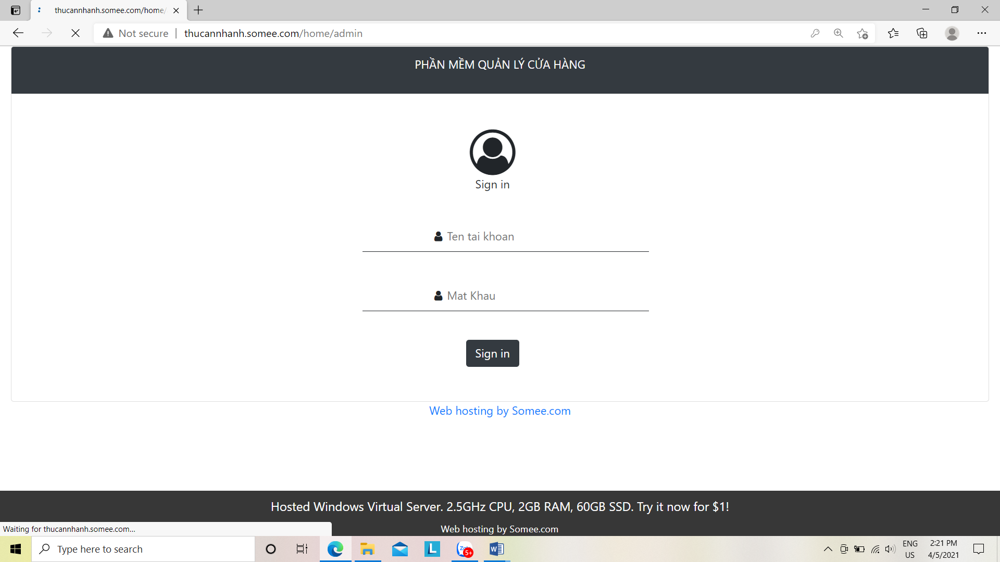 thucannhanh.somee.com/home/
Not secure | thucannhanh.somee.com/home/admin
PHẦN MỀM QUẢN LÝ CỬA HÀNG
Sign in
Ten tai khoan
Mat Khau
Sign in
Web hosting by Somee.com
Hosted Windows Virtual Server. 2.5GHz CPU, 2GB RAM, 60GB SSD. Try it now for $1!
Waiting for thucannhanh.somee.com...
Web hosting by Somee.com
Type here to search
L
5+
W
ENG
US
2:21 PM
4/5/2021